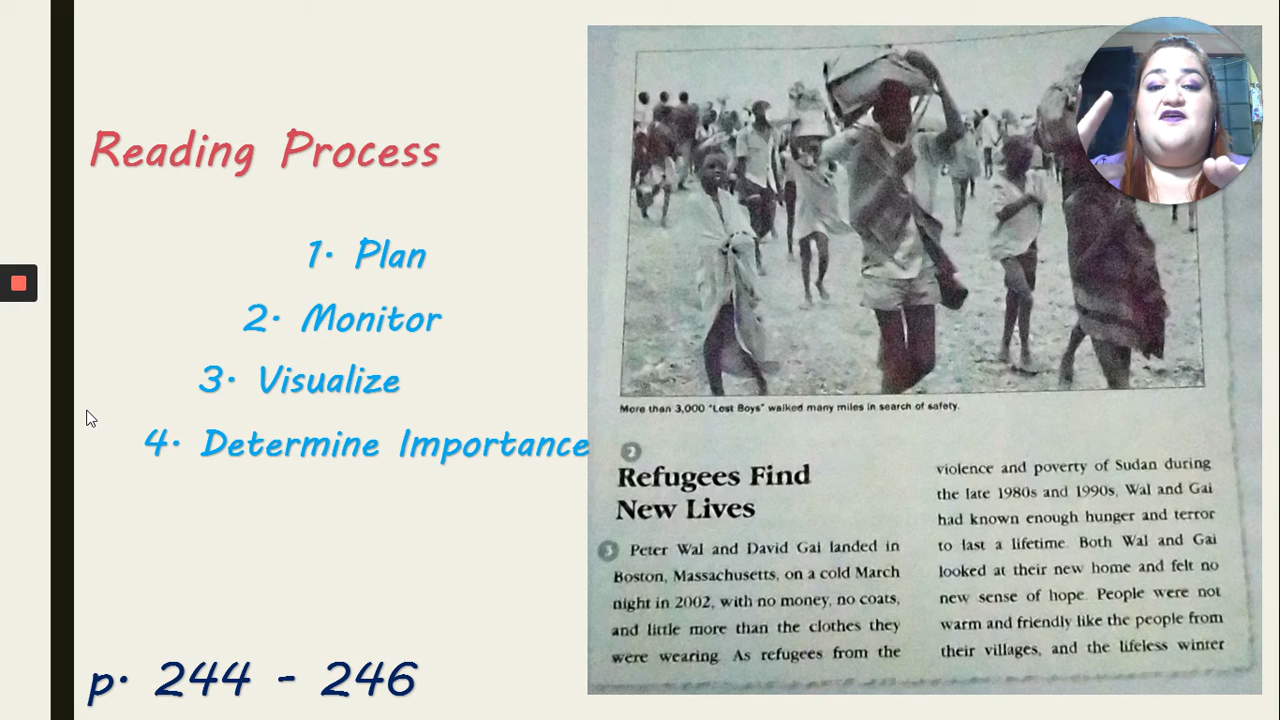 Reading Process
1. Plan
2. Monitor
3. Visualize
4. Determine Importance
p. 244 - 246
More than 3,000 "Lost Boys" walked many miles in search of safety.
2
Refugees Find
New Lives
3 Peter Wal and David Gai landed in
Boston, Massachusetts, on a cold March
night in 2002, with no money, no coats,
and little more than the clothes they
were wearing. As refugees from the
violence and poverty of Sudan during
the late 1980s and 1990s, Wal and Gai
had known enough hunger and terror
to last a lifetime. Both Wal and Gai
looked at their new home and felt no
new sense of hope. People were not
warm and friendly like the people from
their villages, and the lifeless winter